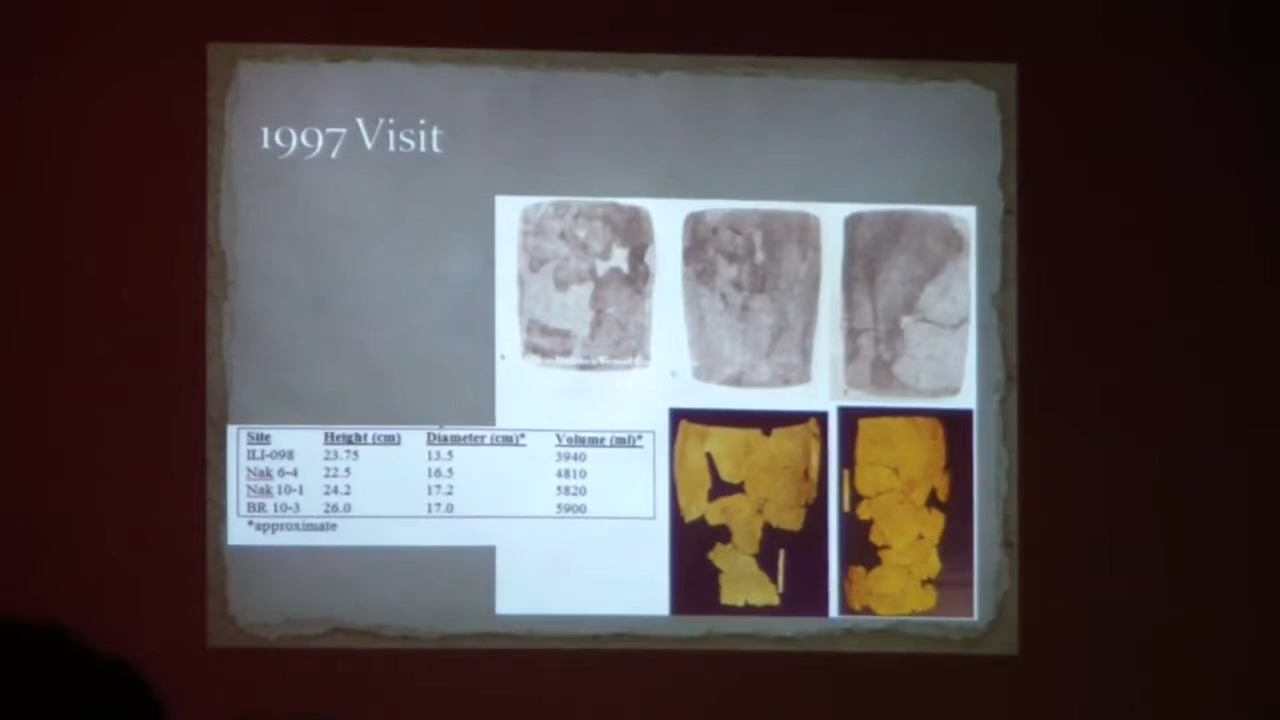 1997 Visit
Site Height (cm) Diameter (cm)* Volume (ml)*
ILI-098 23.75 13.5 3940
Nak 6-4 22.5 16.5 4810
Nak 10-1 24.2 17.2 5820
BR 10-3 26.0 17.0 5900
*approximate